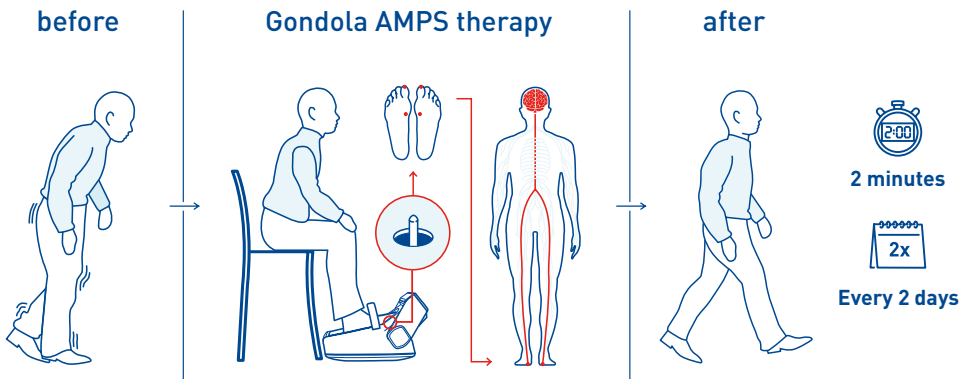 before
Gondola AMPS therapy
after
2:00
2 minutes
2x
Every 2 days